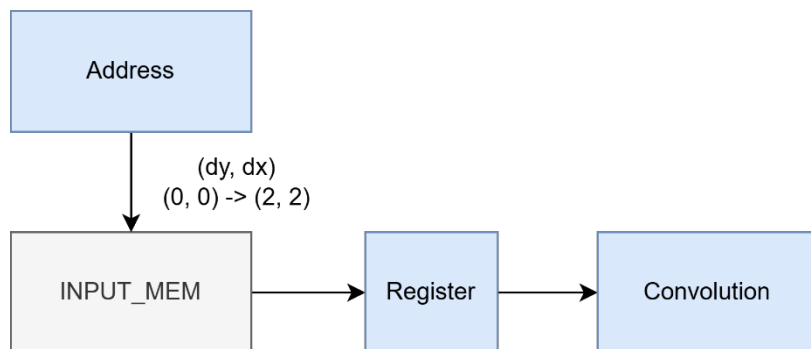 Address
(dy, dx)
(0, 0) -> (2, 2)
INPUT_MEM
Register
Convolution